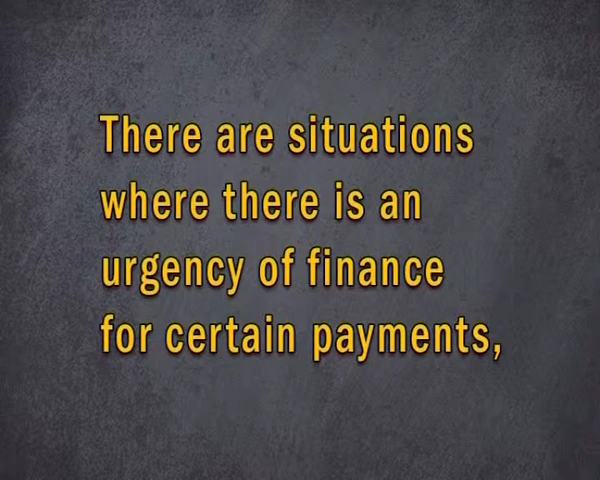 There are situations
where there is an
urgency of finance
for certain payments,